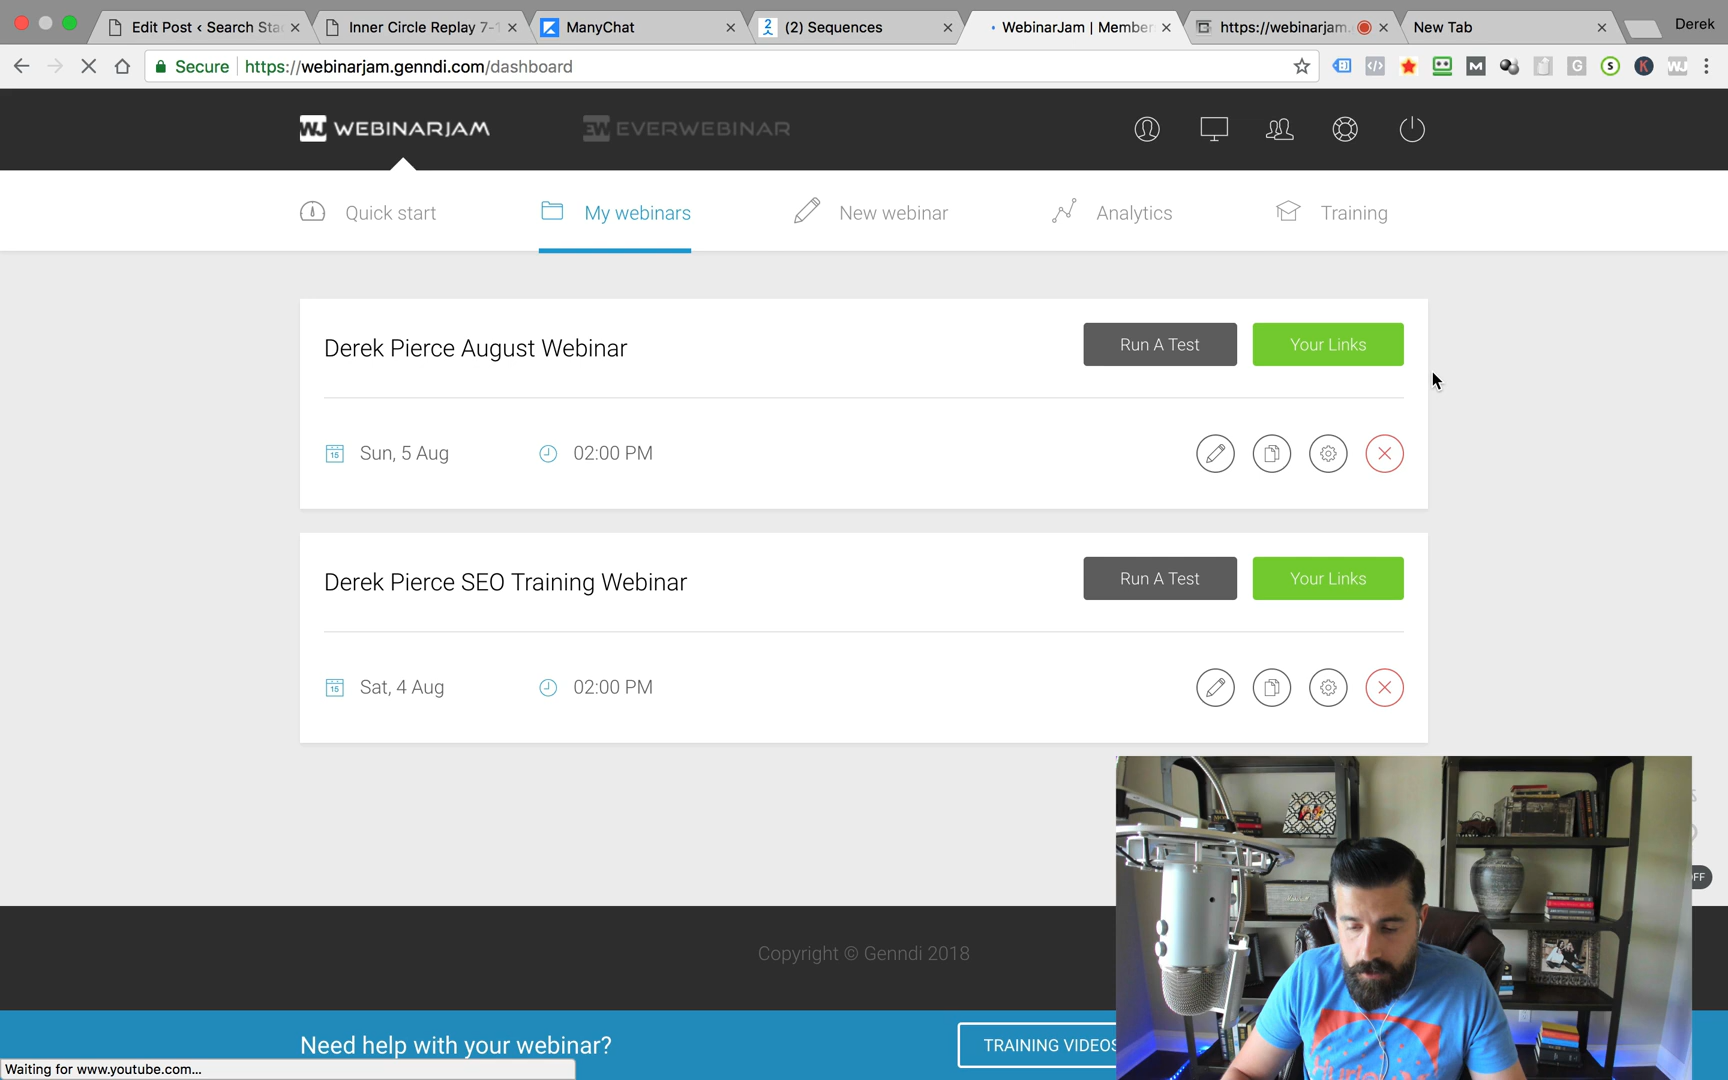 Edit Post ‹ Search Sta
Inner Circle Replay 7-1
ManyChat
(2) Sequences
WebinarJam | Member
https://webinarjam.
New Tab
Derek
Secure
https://webinarjam.genndi.com/dashboard
WJ WEBINARJAM
EW EVERWEBINAR
Quick start
My webinars
New webinar
Analytics
Training
Derek Pierce August Webinar
Run A Test
Your Links
Sun, 5 Aug
02:00 PM
Derek Pierce SEO Training Webinar
Run A Test
Your Links
Sat, 4 Aug
02:00 PM
Copyright © Genndi 2018
Need help with your webinar?
TRAINING VIDEOS
Waiting for www.youtube.com...